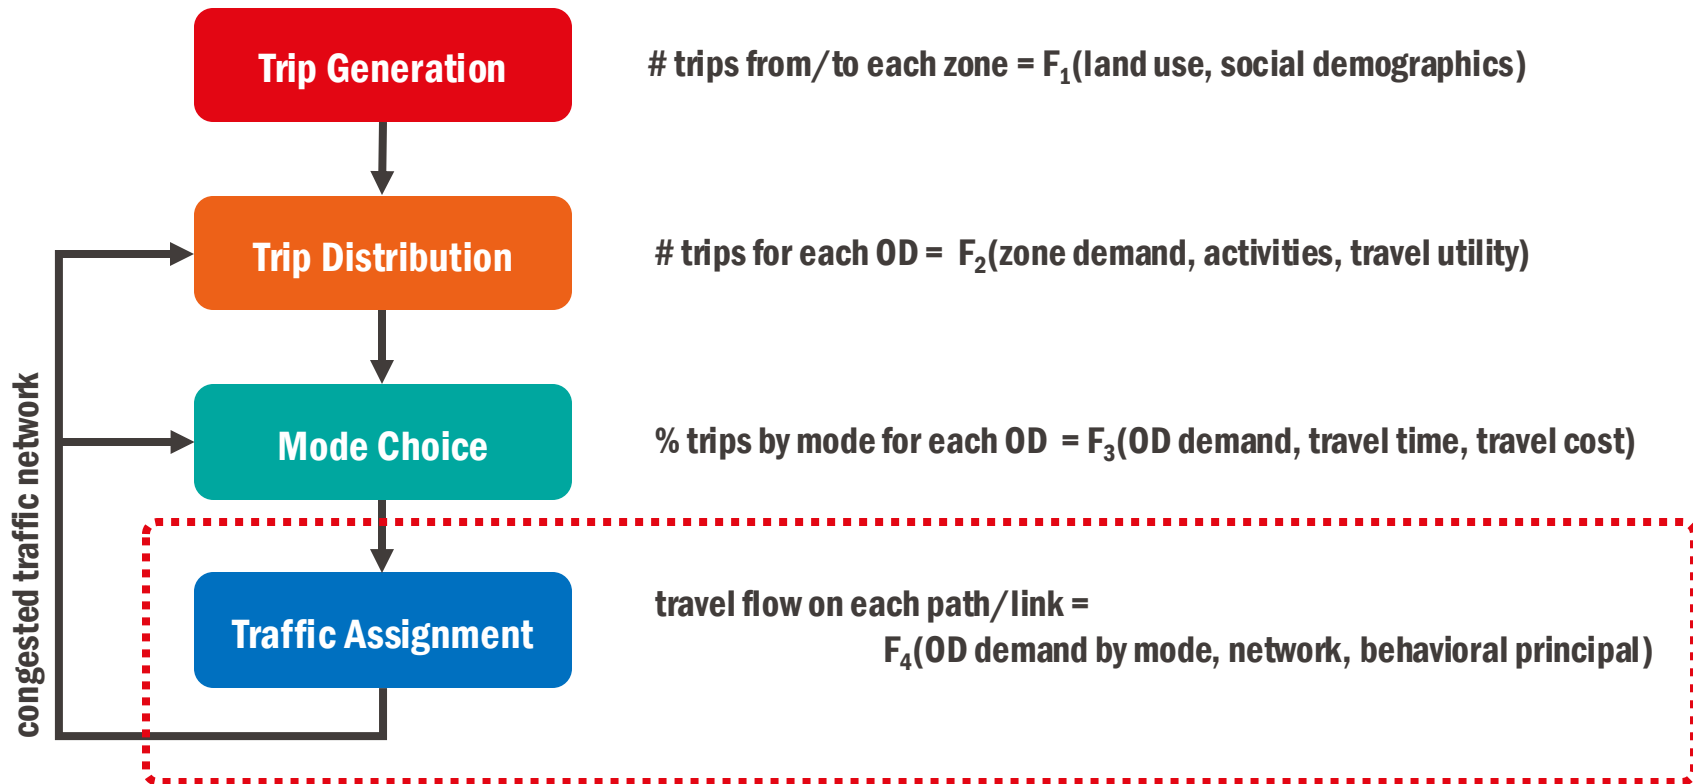 Trip Generation
# trips from/to each zone = F₁(land use, social demographics)
Trip Distribution
# trips for each OD = F₂(zone demand, activities, travel utility)
Mode Choice
% trips by mode for each OD = F₃(OD demand, travel time, travel cost)
Traffic Assignment
travel flow on each path/link =
F₄(OD demand by mode, network, behavioral principal)
congested traffic network